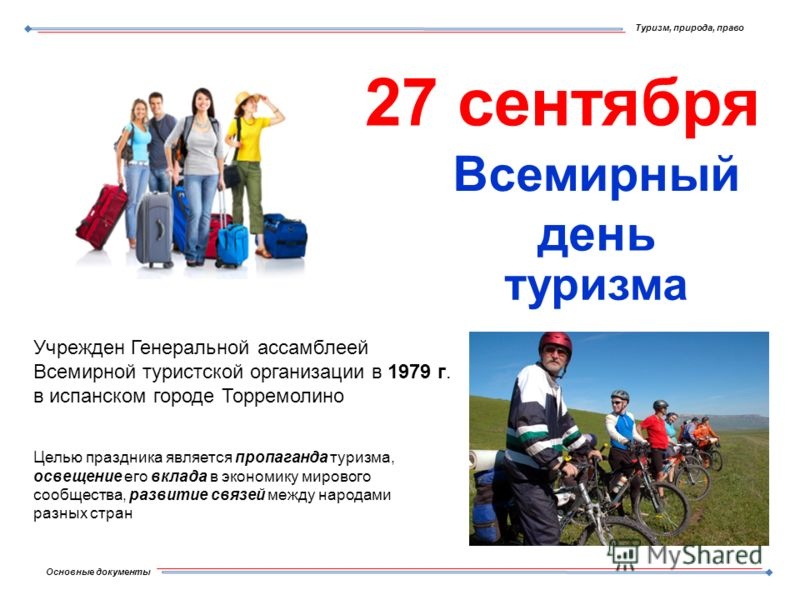 Туризм, природа, право
27 сентября
Всемирный
день
туризма
Учрежден Генеральной ассамблеей
Всемирной туристской организации в 1979 г.
в испанском городе Торремолино
Целью праздника является пропаганда туризма,
освещение его вклада в экономику мирового
сообщества, развитие связей между народами
разных стран
MyShared
Основные документы